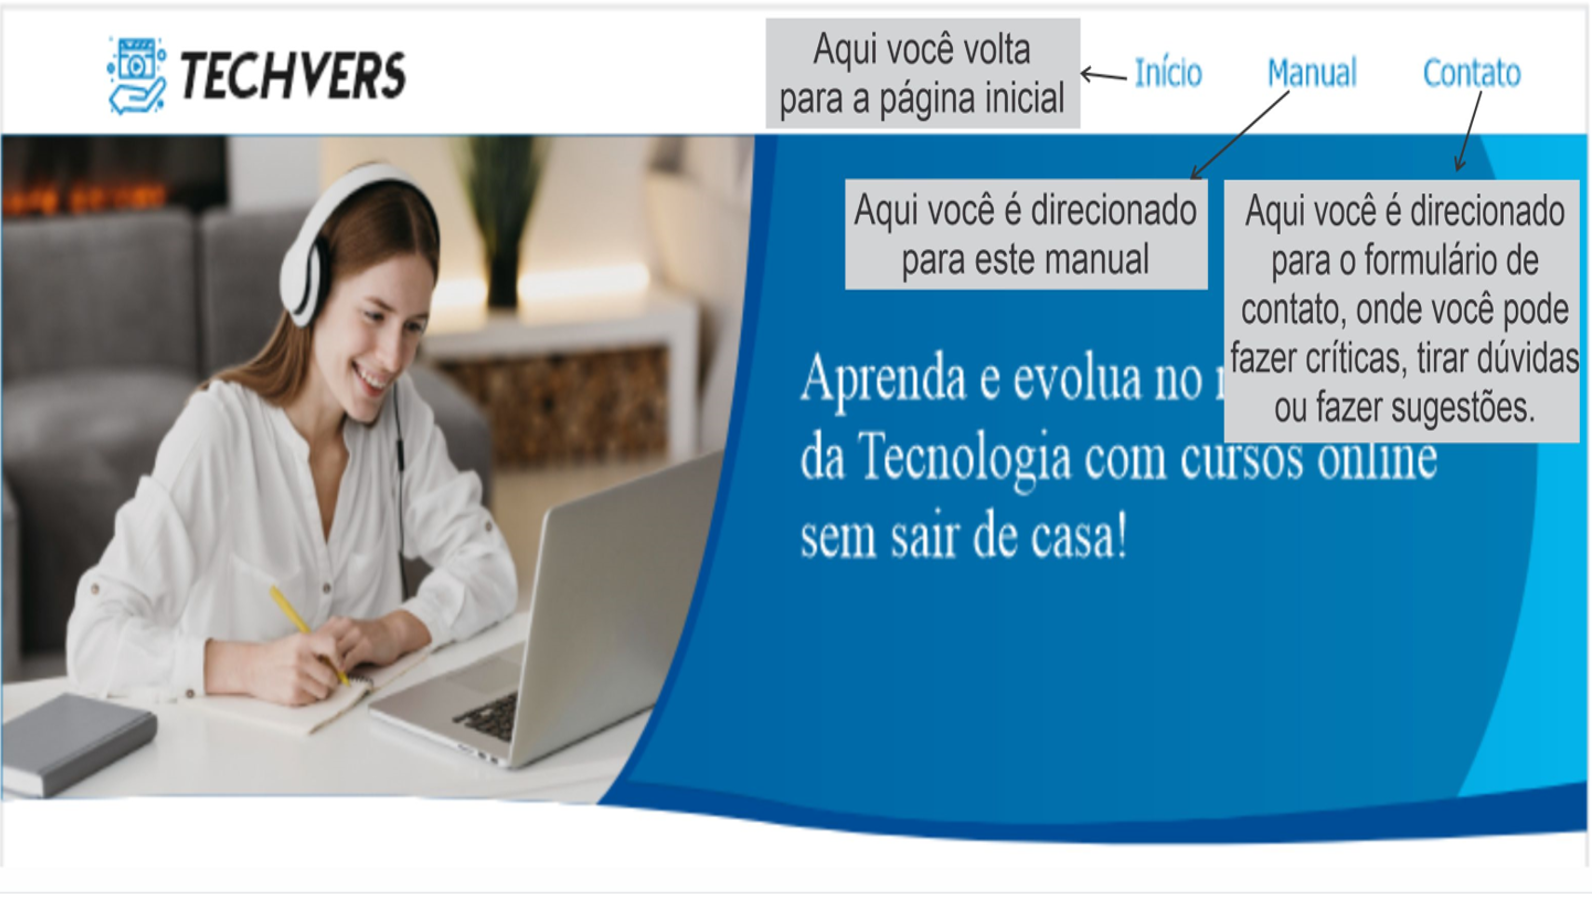 TECHVERS
Aqui você volta
para a página inicial
Início
Manual
Contato
Aqui você é direcionado
para este manual
Aqui você é direcionado
para o formulário de
contato, onde você pode
fazer críticas, tirar dúvidas
ou fazer sugestões.
Aprenda e evolua no
da Tecnologia com cursos online
sem sair de casa!